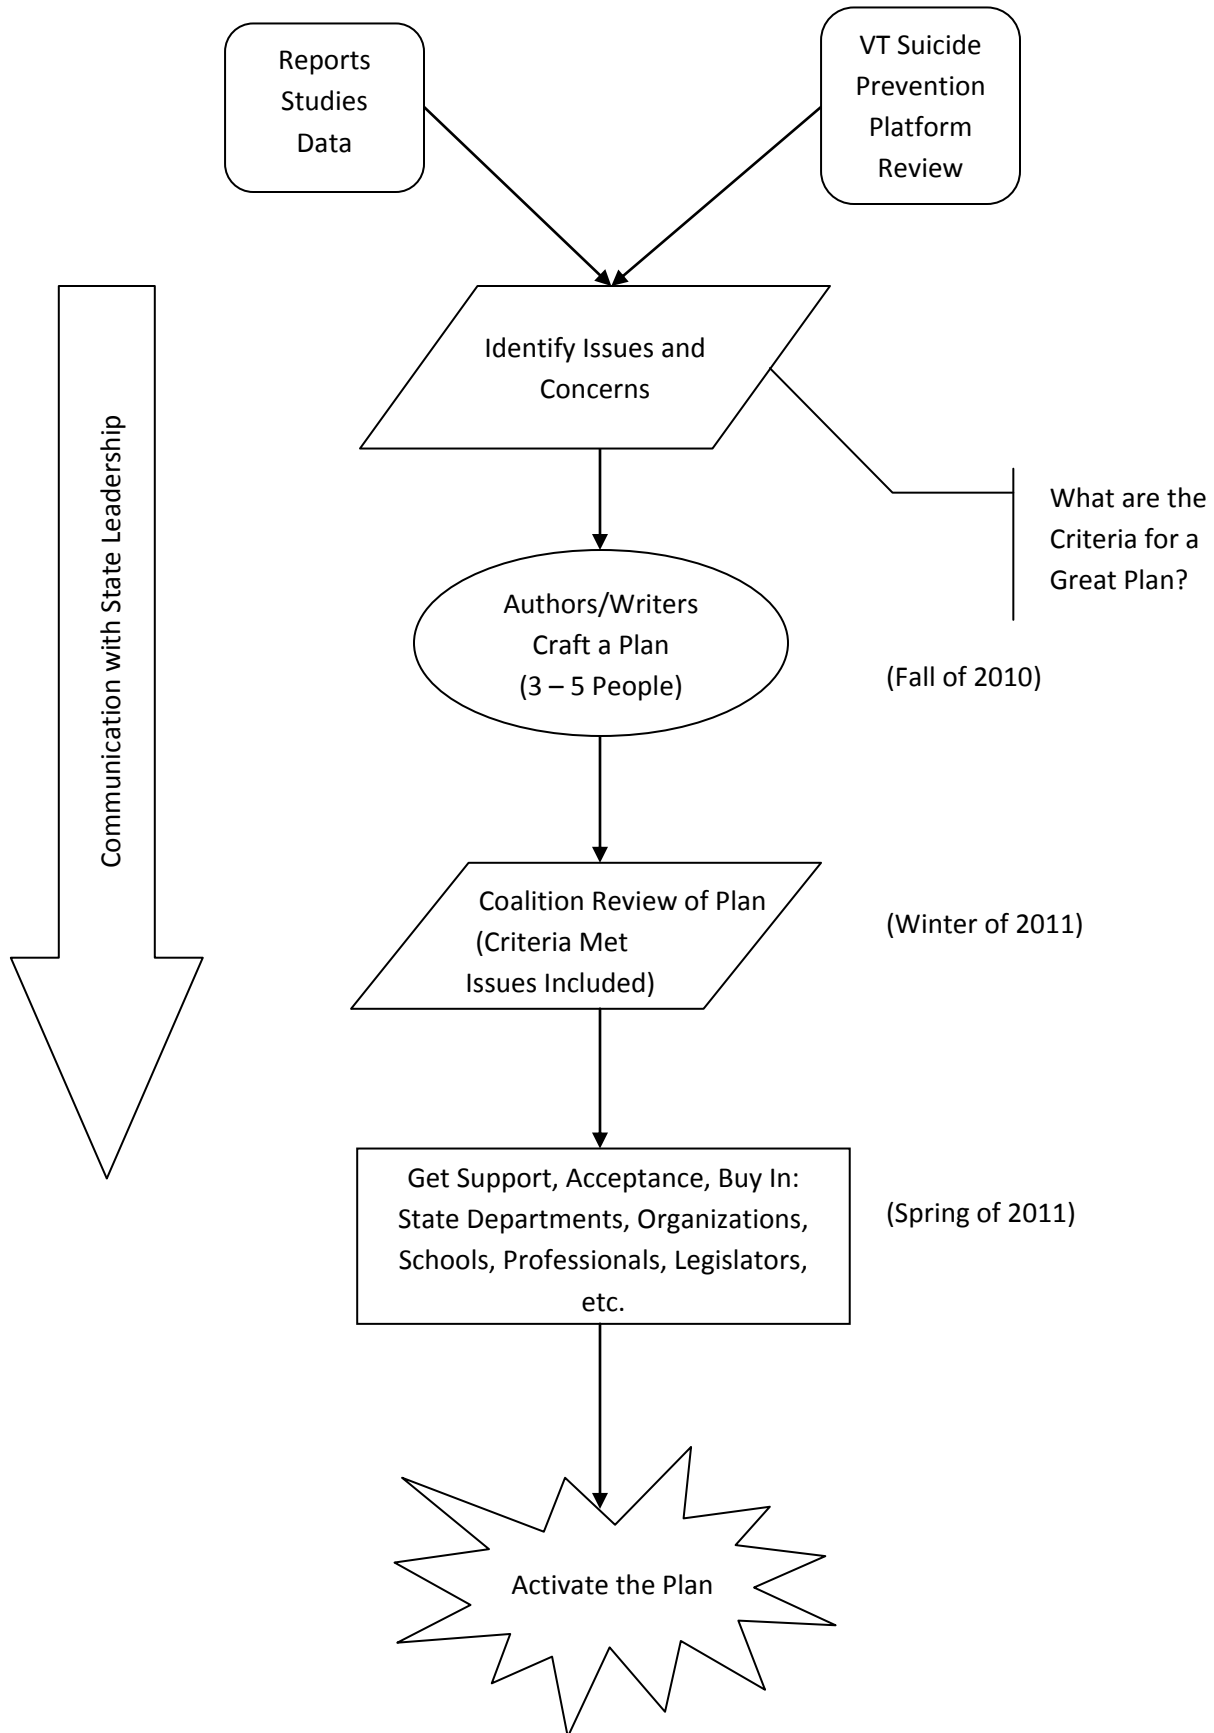 Reports
Studies
Data
VT Suicide
Prevention
Platform
Review
Communication with State Leadership
Identify Issues and
Concerns
What are the
Criteria for a
Great Plan?
Authors/Writers
Craft a Plan
(3 – 5 People)
(Fall of 2010)
Coalition Review of Plan
(Criteria Met
Issues Included)
(Winter of 2011)
Get Support, Acceptance, Buy In:
State Departments, Organizations,
Schools, Professionals, Legislators,
etc.
(Spring of 2011)
Activate the Plan